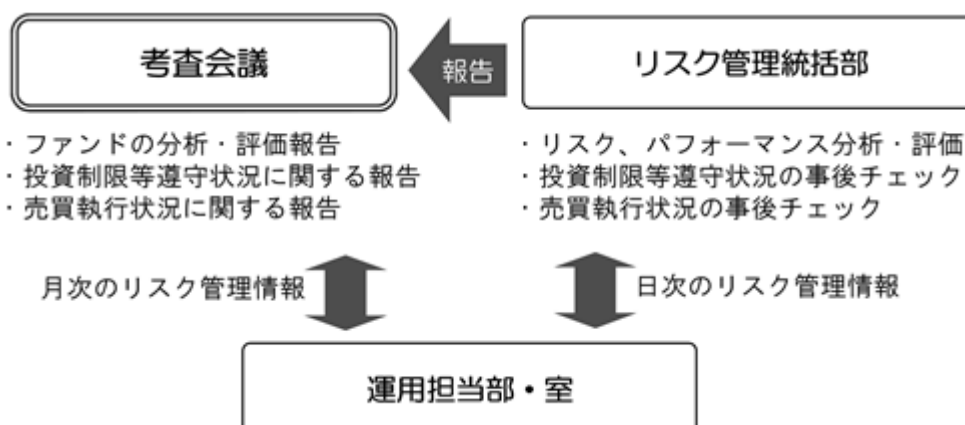 考査会議
報告
リスク管理統括部
・ファンドの分析・評価報告
・投資制限等遵守状況に関する報告
・売買執行状況に関する報告
・リスク、パフォーマンス分析・評価
・投資制限等遵守状況の事後チェック
・売買執行状況の事後チェック
月次のリスク管理情報
日次のリスク管理情報
運用担当部・室